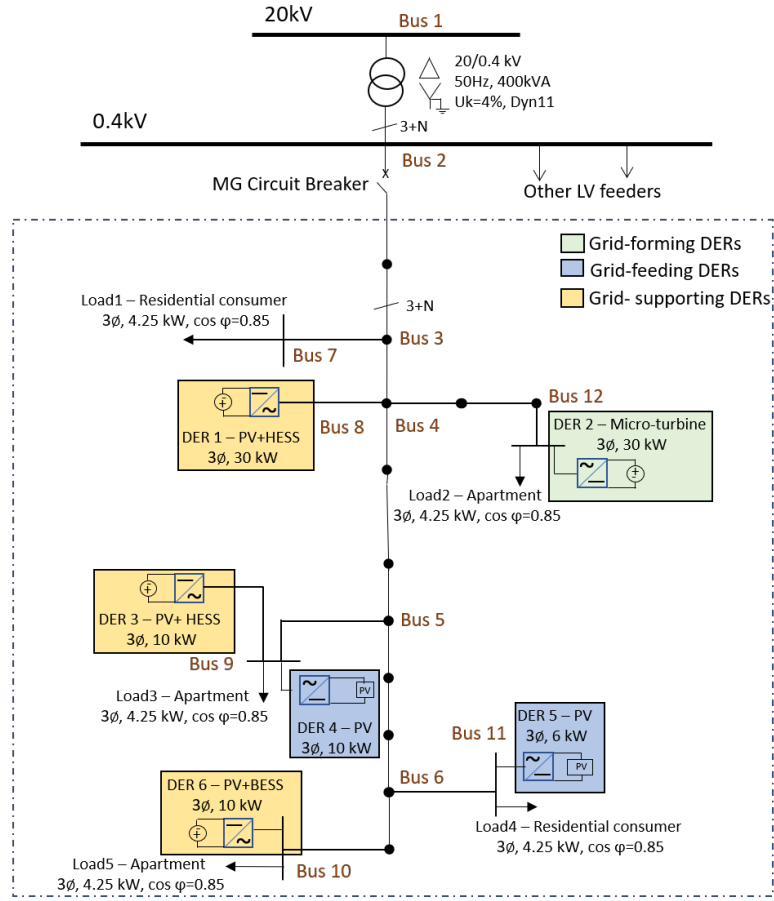 20kV
Bus 1
20/0.4 kV
50Hz, 400kVA
Uk=4%, Dyn11
0.4kV
3+N
Bus 2
MG Circuit Breaker
Other LV feeders
Grid-forming DERs
Grid-feeding DERs
Grid- supporting DERs
Load1 – Residential consumer
3ø, 4.25 kW, cos φ=0.85
3+N
Bus 3
Bus 7
Bus 12
DER 1 – PV+HESS
3ø, 30 kW
Bus 8
Bus 4
DER 2 – Micro-turbine
3ø, 30 kW
Load2 – Apartment
3ø, 4.25 kW, cos φ=0.85
DER 3 – PV+ HESS
3ø, 10 kW
Bus 5
Bus 9
Load3 – Apartment
3ø, 4.25 kW, cos φ=0.85
PV
DER 4 – PV
3ø, 10 kW
Bus 11
DER 5 – PV
3ø, 6 kW
PV
DER 6 – PV+BESS
3ø, 10 kW
Bus 6
Load4 – Residential consumer
3ø, 4.25 kW, cos φ=0.85
Load5 – Apartment
3ø, 4.25 kW, cos φ=0.85
Bus 10